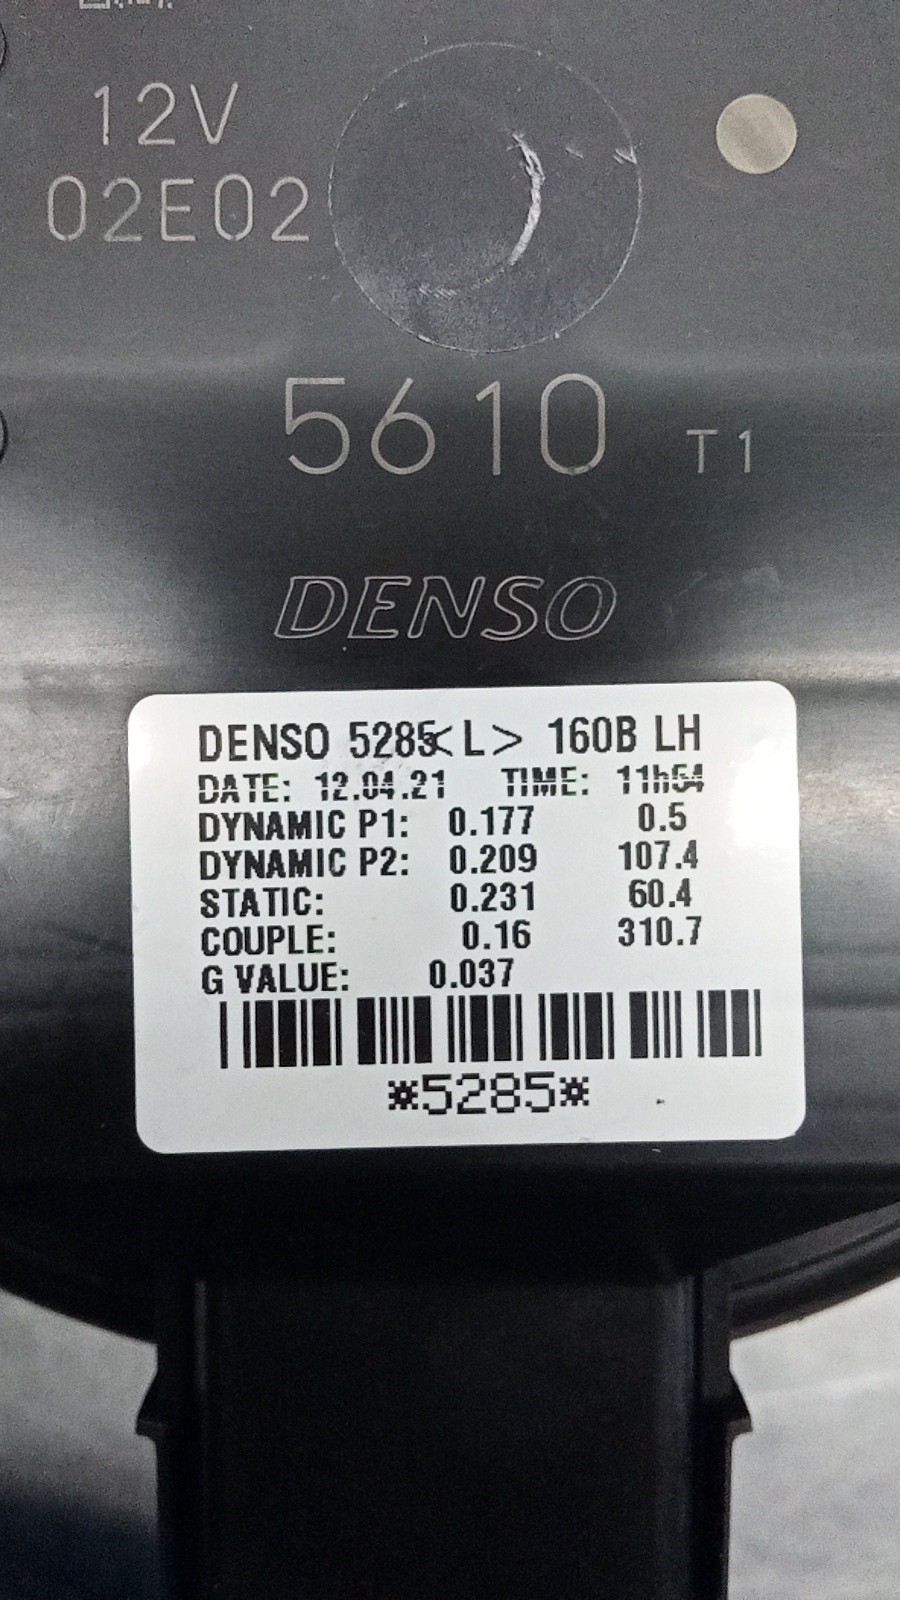 12V
02E02
5610 T1
DENSO
DENSO 5285<L> 160B LH
DATE: 12.04.21 TIME: 11h54
DYNAMIC P1: 0.177 0.5
DYNAMIC P2: 0.209 107.4
STATIC: 0.231 60.4
COUPLE: 0.16 310.7
G VALUE: 0.037
*5285*